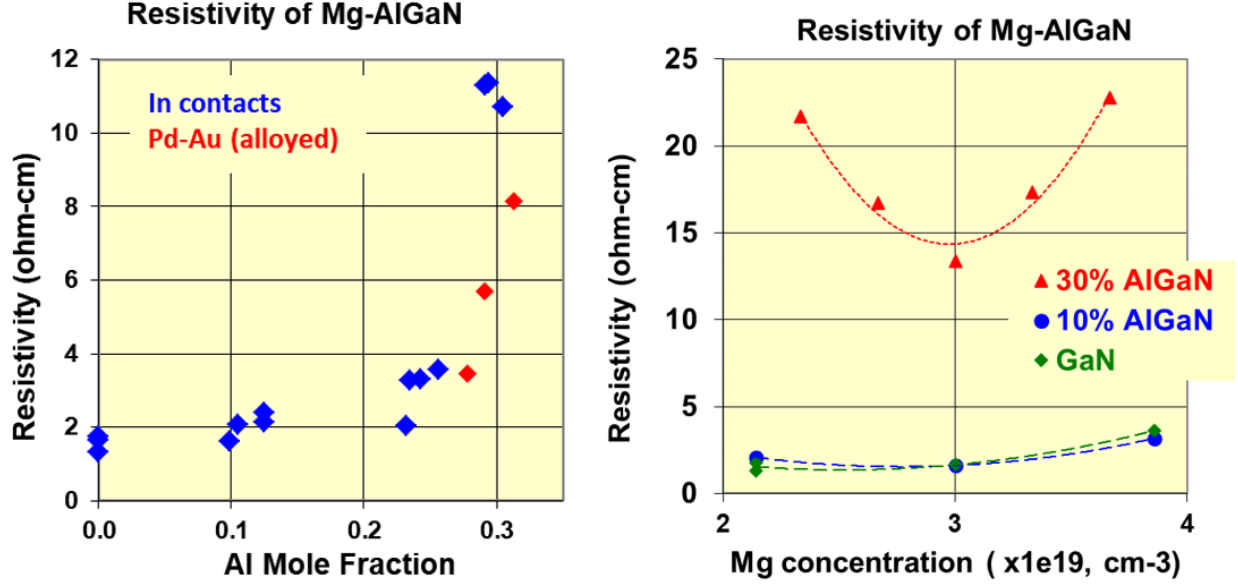 Resistivity of Mg-AlGaN
12
10
8
6
4
2
0
Resistivity (ohm-cm)
In contacts
Pd-Au (alloyed)
0.0 0.1 0.2 0.3
Al Mole Fraction
Resistivity of Mg-AlGaN
25
20
15
10
5
0
Resistivity (ohm-cm)
30% AlGaN
10% AlGaN
GaN
2 3 4
Mg concentration ( x1e19, cm-3)